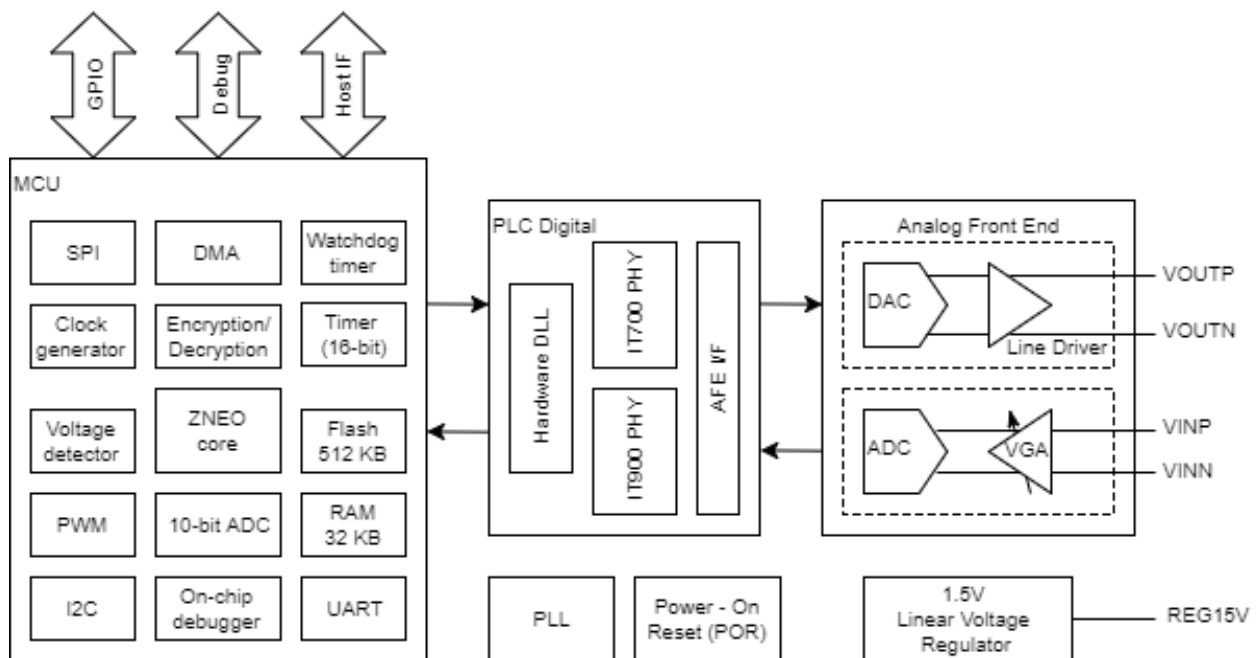 GPIO
Debug
Host IF
MCU
SPI
DMA
Watchdog
timer
Clock
generator
Encryption/
Decryption
Timer
(16-bit)
Voltage
detector
ZNEO
core
Flash
512 KB
PWM
10-bit ADC
RAM
32 KB
I2C
On-chip
debugger
UART
PLC Digital
Hardware DLL
IT700 PHY
IT900 PHY
AFE I/F
Analog Front End
DAC
Line Driver
ADC
VGA
VOUTP
VOUTN
VINP
VINN
PLL
Power - On
Reset (POR)
1.5V
Linear Voltage
Regulator
REG15V